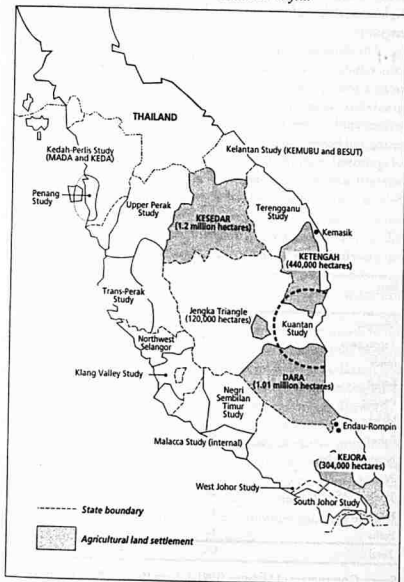 THAILAND
Kedah-Perlis Study
(MADA and KEDA)
Kelantan Study (KEMUBU and BESUT)
Penang
Study
Upper Perak
Study
KESEDAR
(1.2 million hectares)
Terengganu
Study
Kemasik
KETENGAH
(440,000 hectares)
Trans-Perak
Study
Jengka Triangle
(120,000 hectares)
Kuantan
Study
Northwest
Selangor
Klang Valley Study
DARA
(1.01 million hectares)
Negri
Sembilan
Timur
Study
Endau-Rompin
Malacca Study (internal)
KEJORA
(304,000 hectares)
West Johor Study
South Johor Study
State boundary
Agricultural land settlement